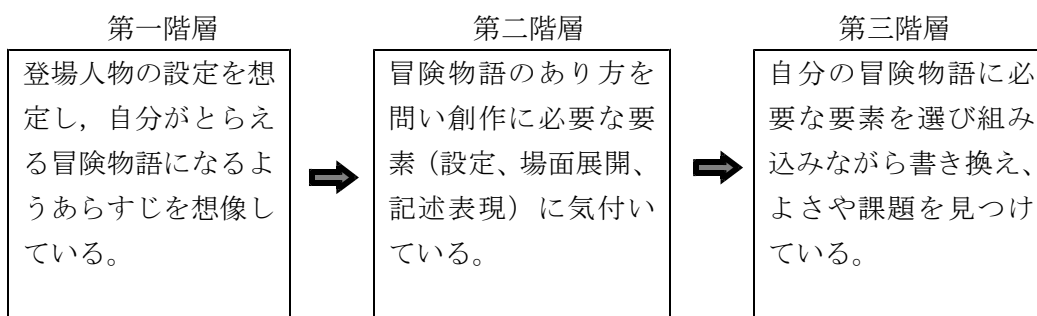 第一階層
登場人物の設定を想
定し，自分がとらえ
る冒険物語になるよ
うあらすじを想像し
ている。
第二階層
冒険物語のあり方を
問い創作に必要な要
素（設定、場面展開、
記述表現）に気付い
ている。
第三階層
自分の冒険物語に必
要な要素を選び組み
込みながら書き換え、
よさや課題を見つけ
ている。